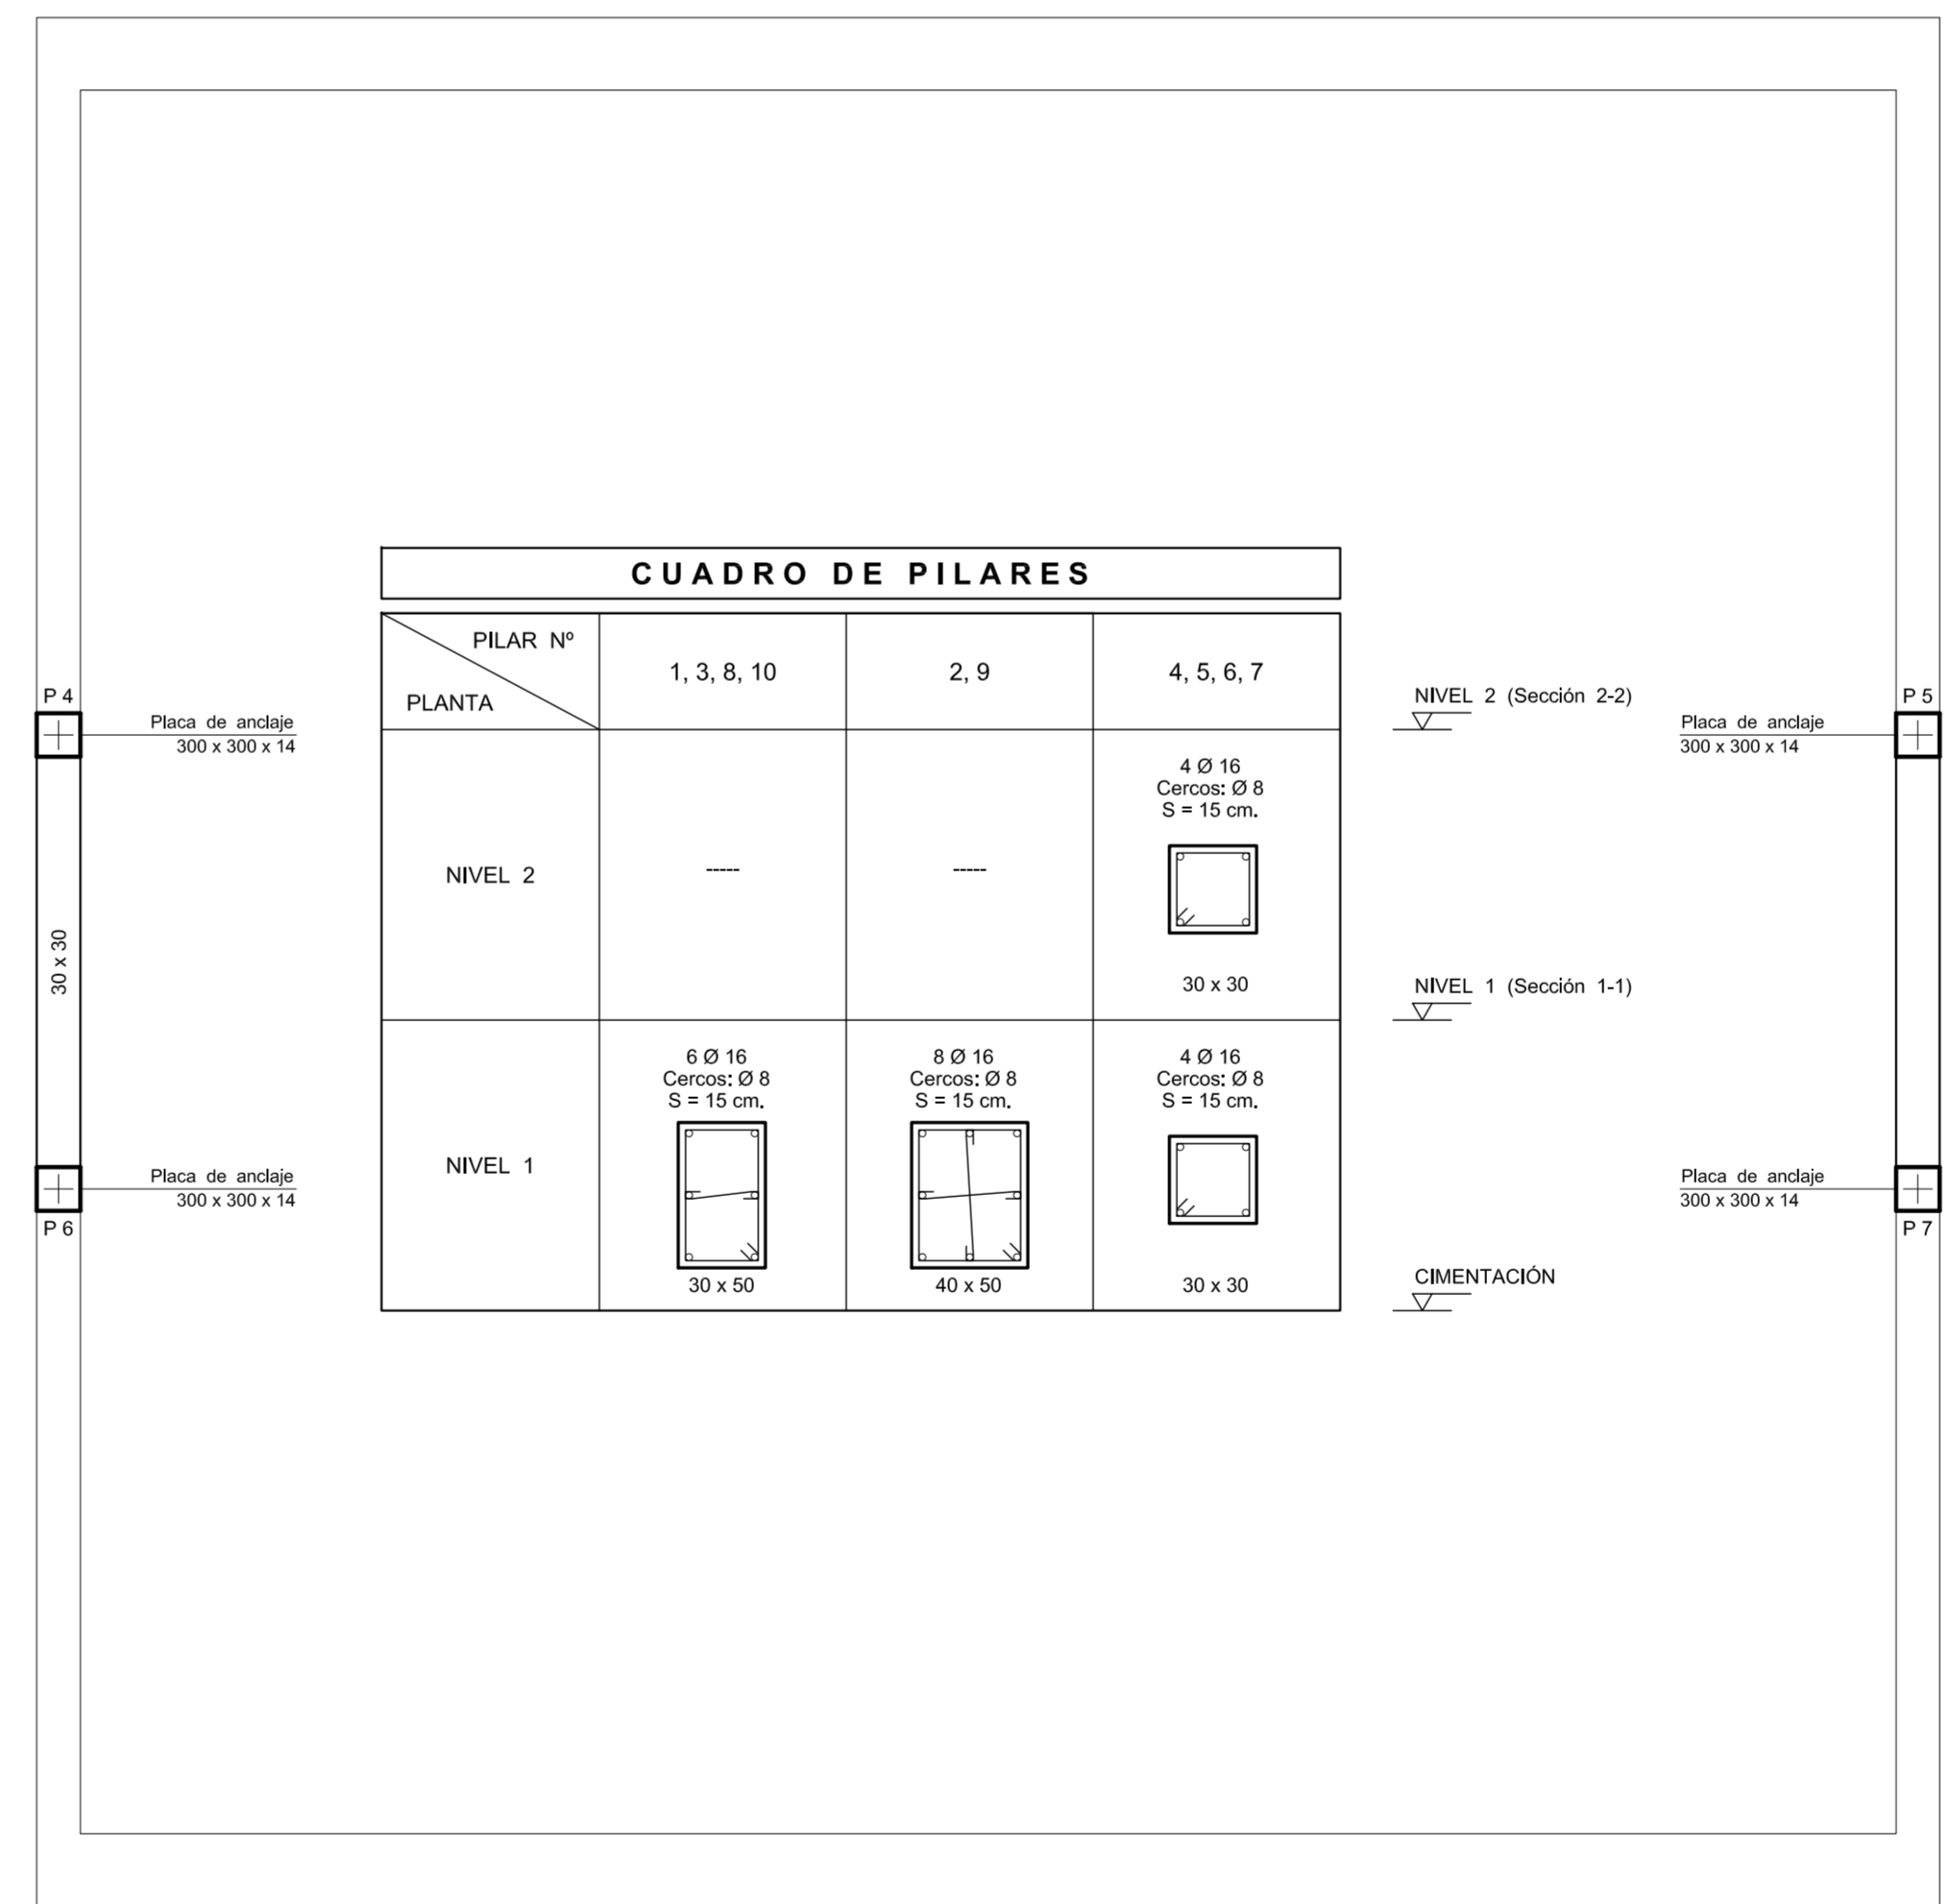 CUADRO DE PILARES
PILAR Nº
PLANTA
1, 3, 8, 10
2, 9
4, 5, 6, 7
NIVEL 2
-----
-----
4 Ø 16
Cercos: Ø 8
S = 15 cm.
30 x 30
NIVEL 1
6 Ø 16
Cercos: Ø 8
S = 15 cm.
30 x 50
8 Ø 16
Cercos: Ø 8
S = 15 cm.
40 x 50
4 Ø 16
Cercos: Ø 8
S = 15 cm.
30 x 30
NIVEL 2 (Sección 2-2)
NIVEL 1 (Sección 1-1)
CIMENTACIÓN
P 4
Placa de anclaje
300 x 300 x 14
30 x 30
Placa de anclaje
300 x 300 x 14
P 6
P 5
Placa de anclaje
300 x 300 x 14
Placa de anclaje
300 x 300 x 14
P 7